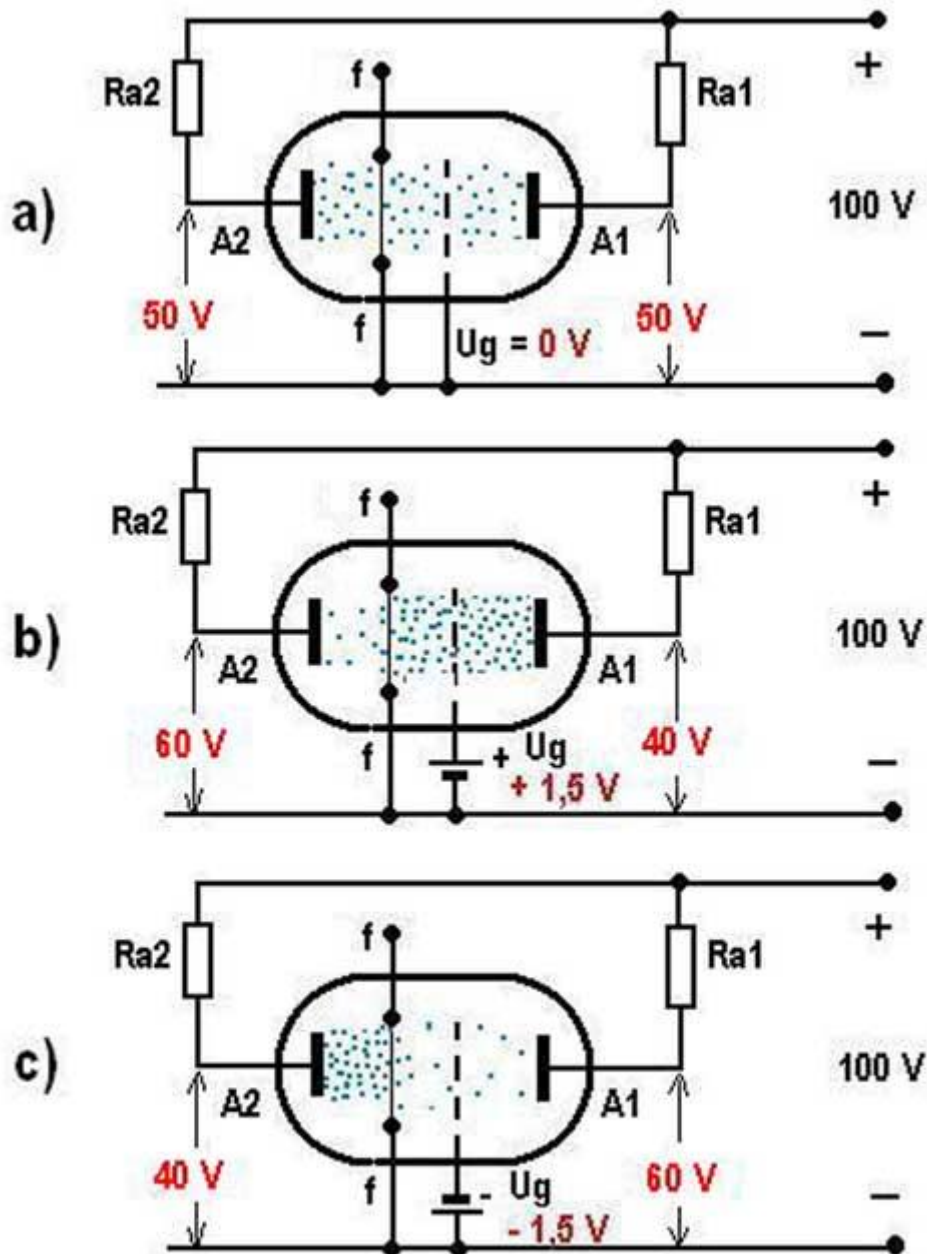 f
Ra2
Ra1
+
a)
100 V
A2
A1
50 V
50 V
f
Ug = 0 V
–
f
Ra2
Ra1
+
b)
100 V
A2
A1
60 V
40 V
f
+ Ug
+ 1,5 V
–
f
Ra2
Ra1
+
c)
100 V
A2
A1
40 V
60 V
f
- Ug
- 1,5 V
–